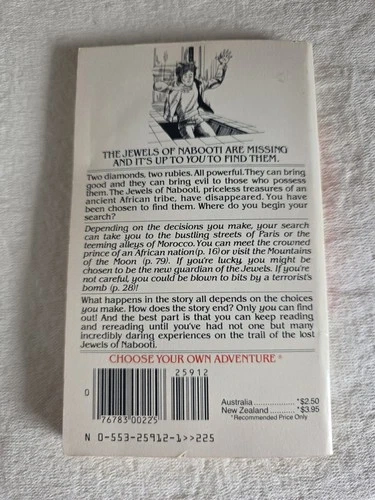 THE JEWELS OF NABOOTI ARE MISSING
AND IT'S UP TO YOU TO FIND THEM.
Two diamonds, two rubies. All powerful. They can bring
good and they can bring evil to those who possess
them. The Jewels of Nabooti, priceless treasures of an
ancient African tribe, have disappeared. You have
been chosen to find them. Where do you begin your
search?
Depending on the decisions you make, your search
can take you to the bustling streets of Paris or the
teeming alleys of Morocco. You can meet the crowned
prince of an African nation (p. 16) or visit the Mountains
of the Moon (p. 79). If you're lucky, you might be
chosen to be the new guardian of the Jewels. If you're
not careful, you could be blown to bits by a terrorist's
bomb (p. 28)!
What happens in the story all depends on the choices
you make. How does the story end? Only you can find
out! And the best part is that you can keep reading
and rereading until you've had not one but many
incredibly daring experiences on the trail of the lost
Jewels of Nabooti.
CHOOSE YOUR OWN ADVENTURE®
25912
0
76783 00225
Australia .............. *$2.50
New Zealand ......... *$3.95
*Recommended Price Only
N 0-553-25912-1>>225